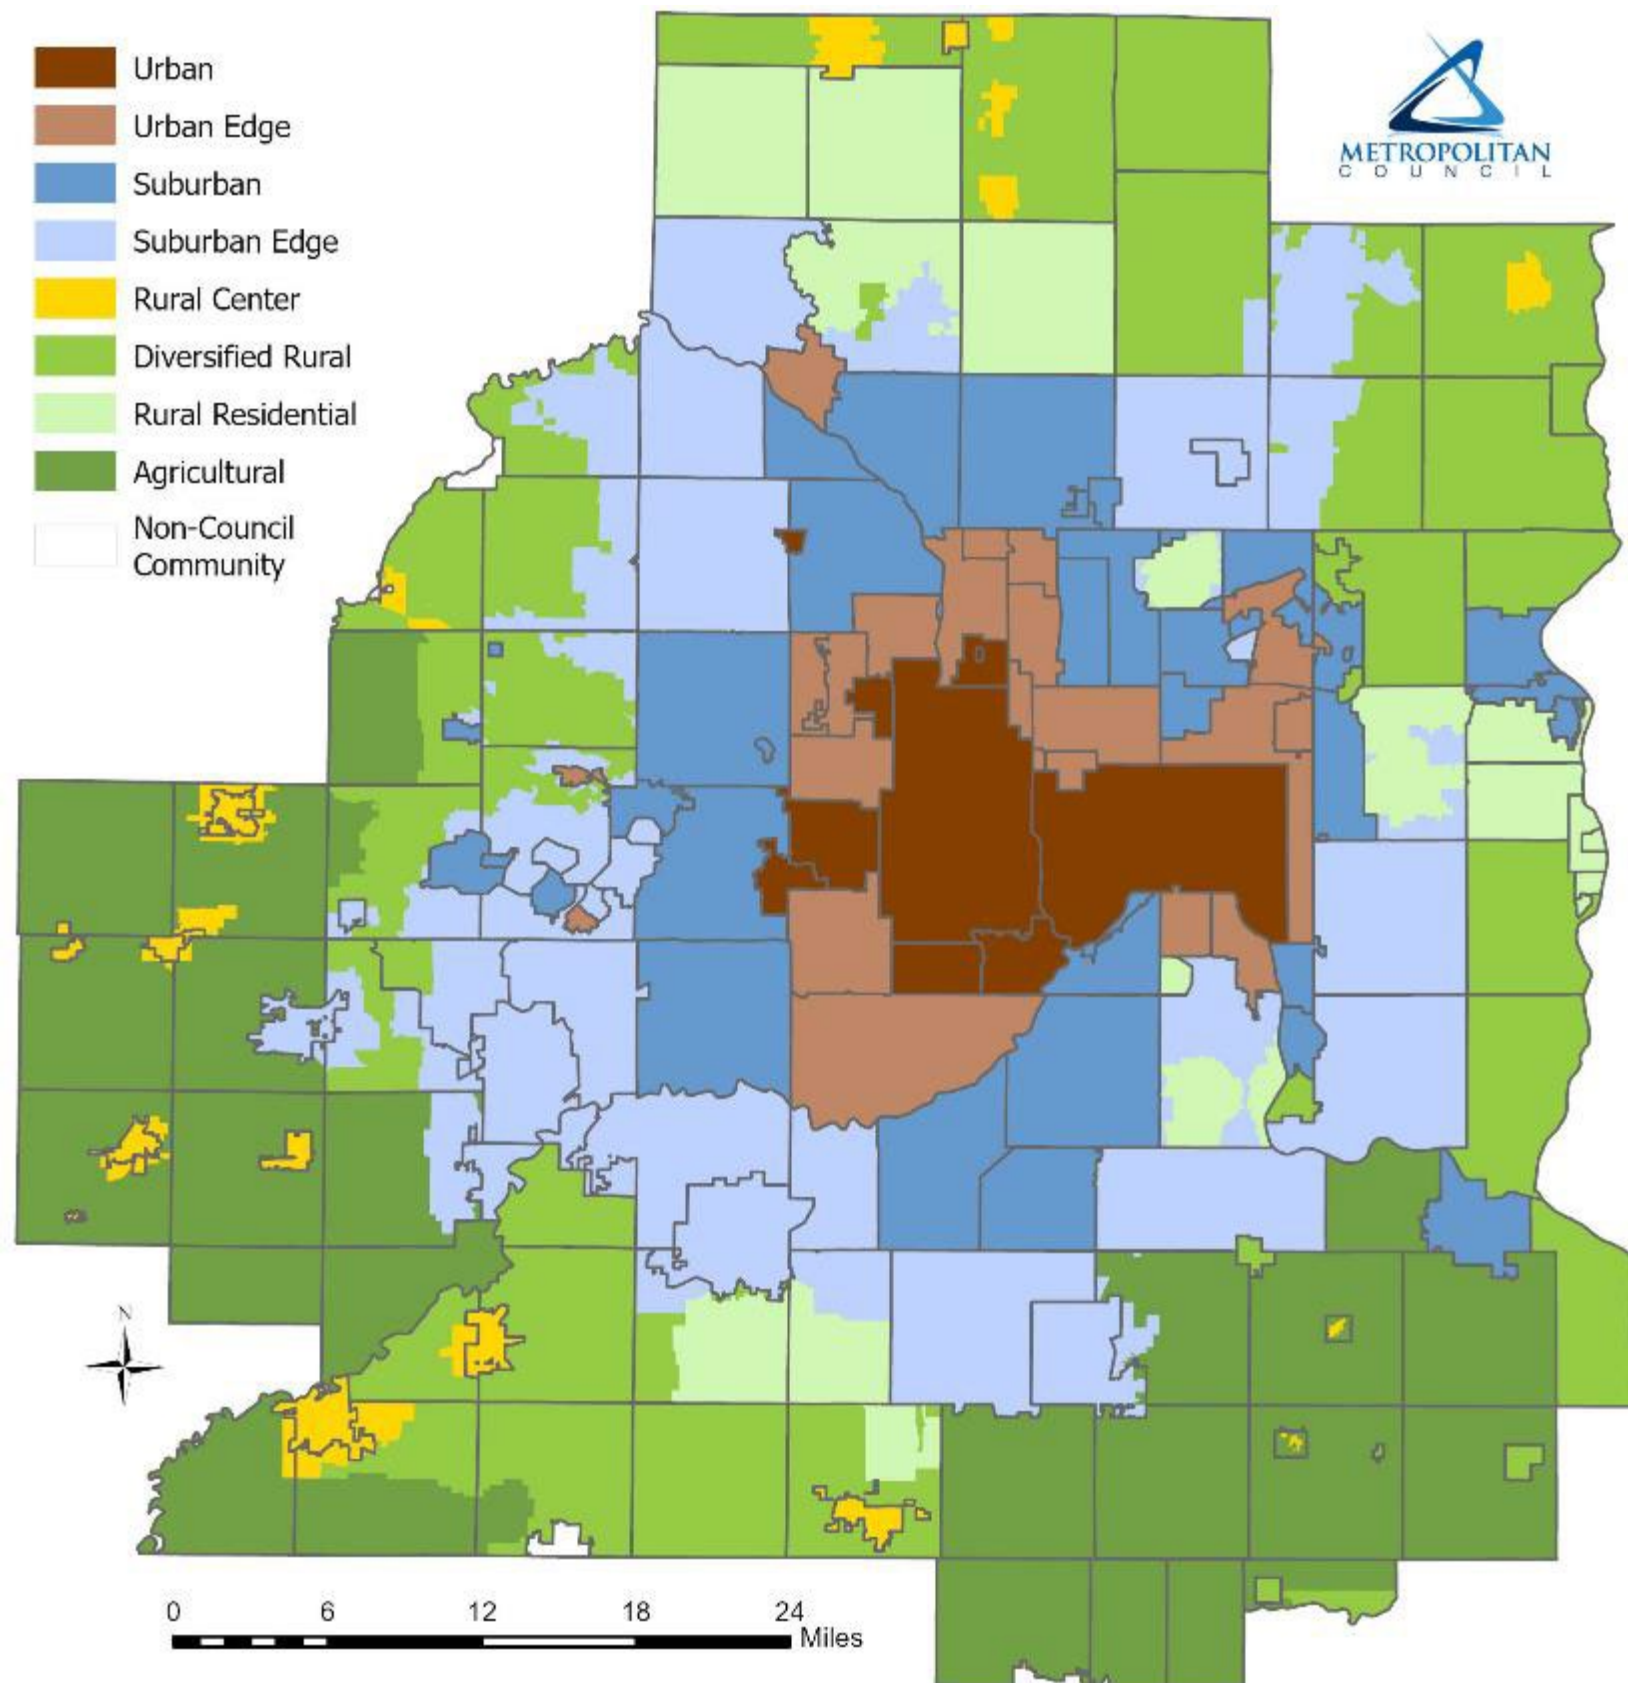 Urban
Urban Edge
Suburban
Suburban Edge
Rural Center
Diversified Rural
Rural Residential
Agricultural
Non-Council
Community
METROPOLITAN
COUNCIL
N
0 6 12 18 24
Miles